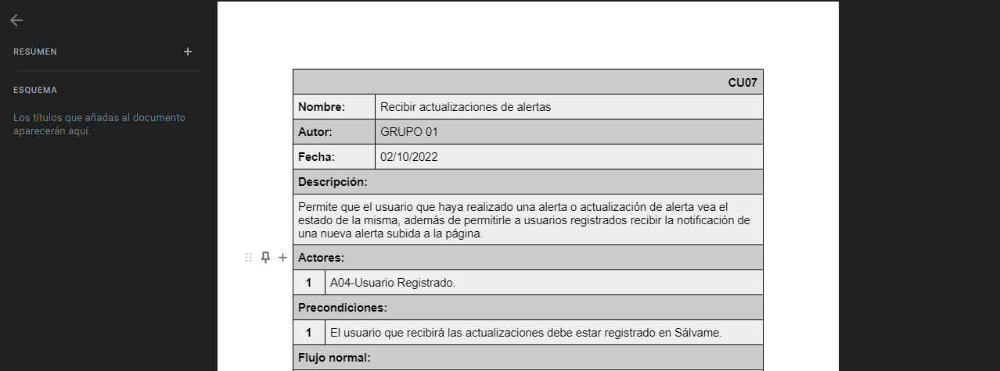 RESUMEN
ESQUEMA
Los títulos que añadas al documento
aparecerán aquí.
CU07
Nombre: Recibir actualizaciones de alertas
Autor: GRUPO 01
Fecha: 02/10/2022
Descripción:
Permite que el usuario que haya realizado una alerta o actualización de alerta vea el
estado de la misma, además de permitirle a usuarios registrados recibir la notificación de
una nueva alerta subida a la página.
Actores:
1 A04-Usuario Registrado.
Precondiciones:
1 El usuario que recibirá las actualizaciones debe estar registrado en Sálvame.
Flujo normal: